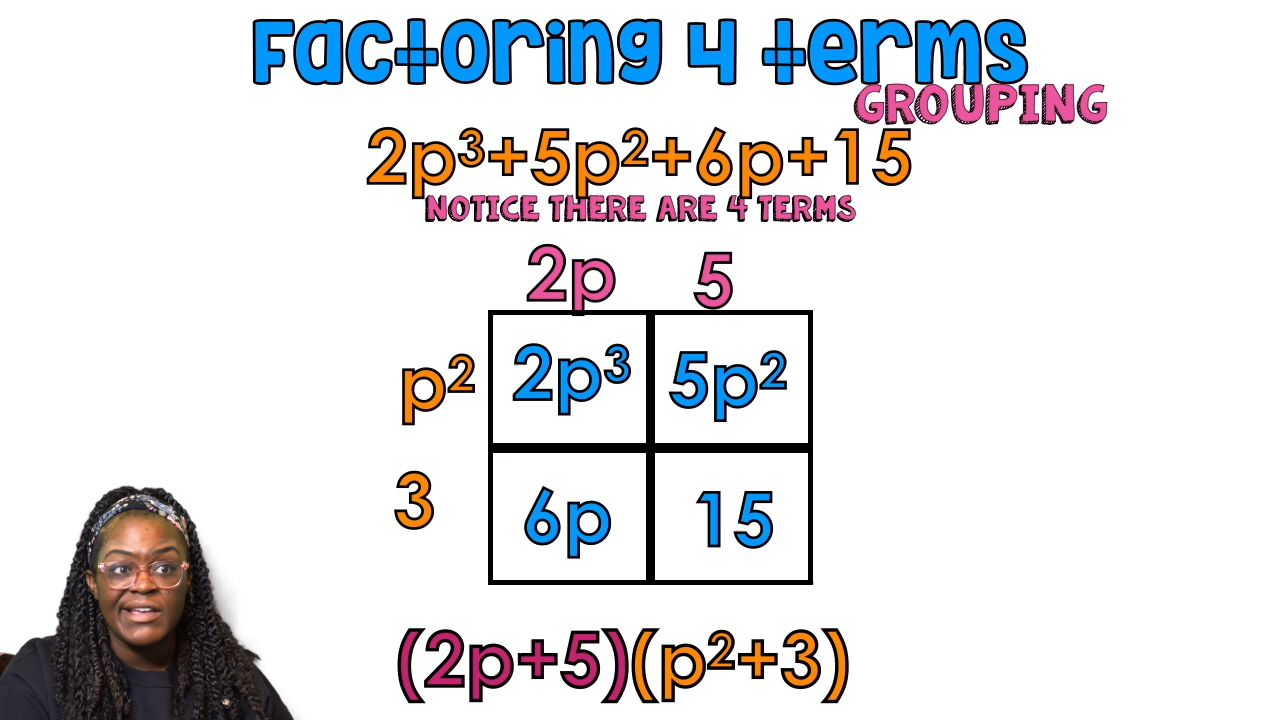 Factoring 4 terms
GROUPING
2p³+5p²+6p+15
NOTICE THERE ARE 4 TERMS
2p 5
p² 2p³ 5p²
3 6p 15
(2p+5)(p²+3)